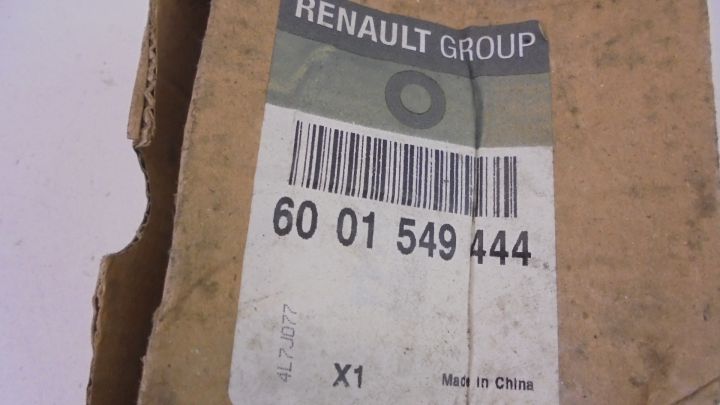 RENAULT GROUP
60 01 549 444
4L7J077
X1
Made in China